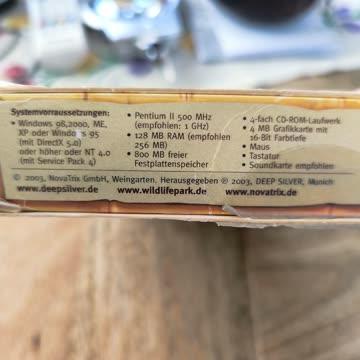 Systemvorraussetzungen:
• Windows 98,2000, ME,
XP oder Windows 95
(mit DirectX 5.0)
oder höher oder NT 4.0
(mit Service Pack 4)
• Pentium II 500 MHz
(empfohlen: 1 GHz)
• 128 MB RAM (empfohlen
256 MB)
• 800 MB freier
Festplattenspeicher
• 4-fach CD-ROM-Laufwerk
• 4 MB Grafikkarte mit
16-Bit Farbtiefe
• Maus
• Tastatur
• Soundkarte empfohlen
© 2003, NovaTrix GmbH, Weingarten, Herausgegeben ℗ 2003, DEEP SILVER, Munich
www.deepsilver.de www.wildlifepark.de www.novatrix.de